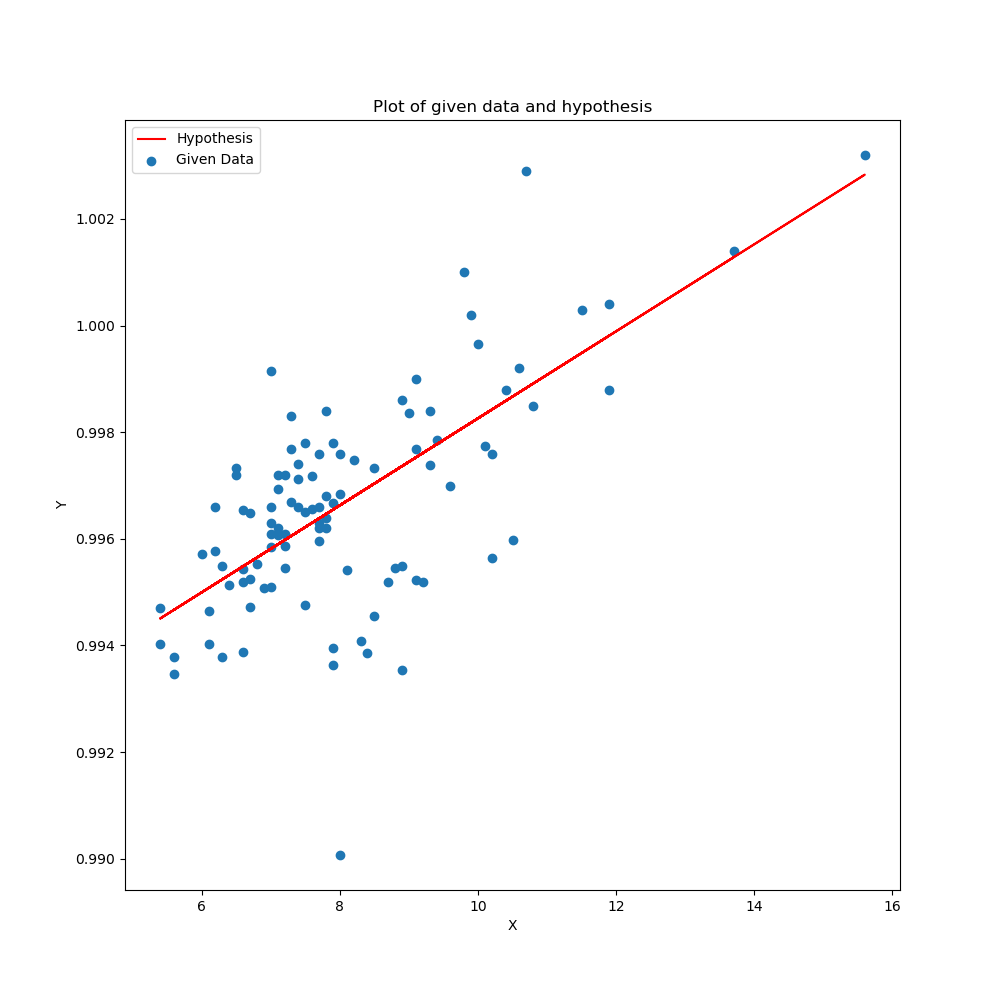 Plot of given data and hypothesis
Hypothesis
Given Data
1.002
1.000
0.998
0.996
0.994
0.992
0.990
Y
6 8 10 12 14 16
X